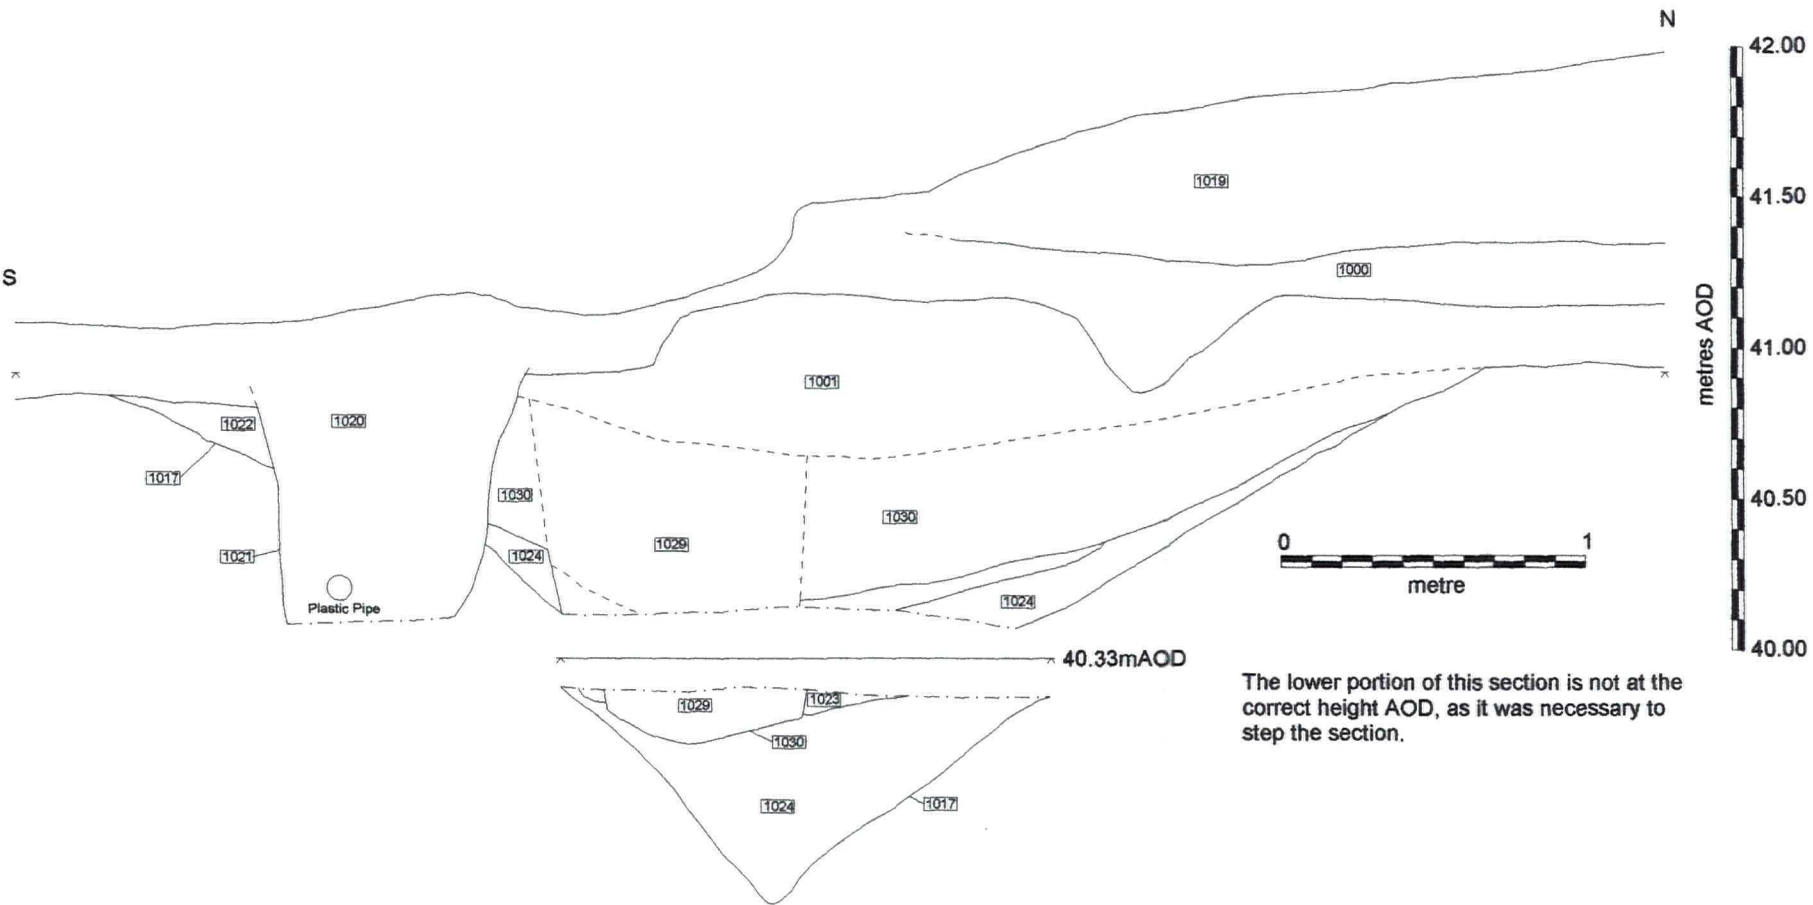 N
42.00
1019
41.50
S
1000
metres AOD
41.00
1001
1022
1020
1017
1030
40.50
1030
1029
1021
1024
0 1
metre
1024
Plastic Pipe
40.33mAOD
40.00
The lower portion of this section is not at the
correct height AOD, as it was necessary to
step the section.
1029
1023
1030
1024
1017